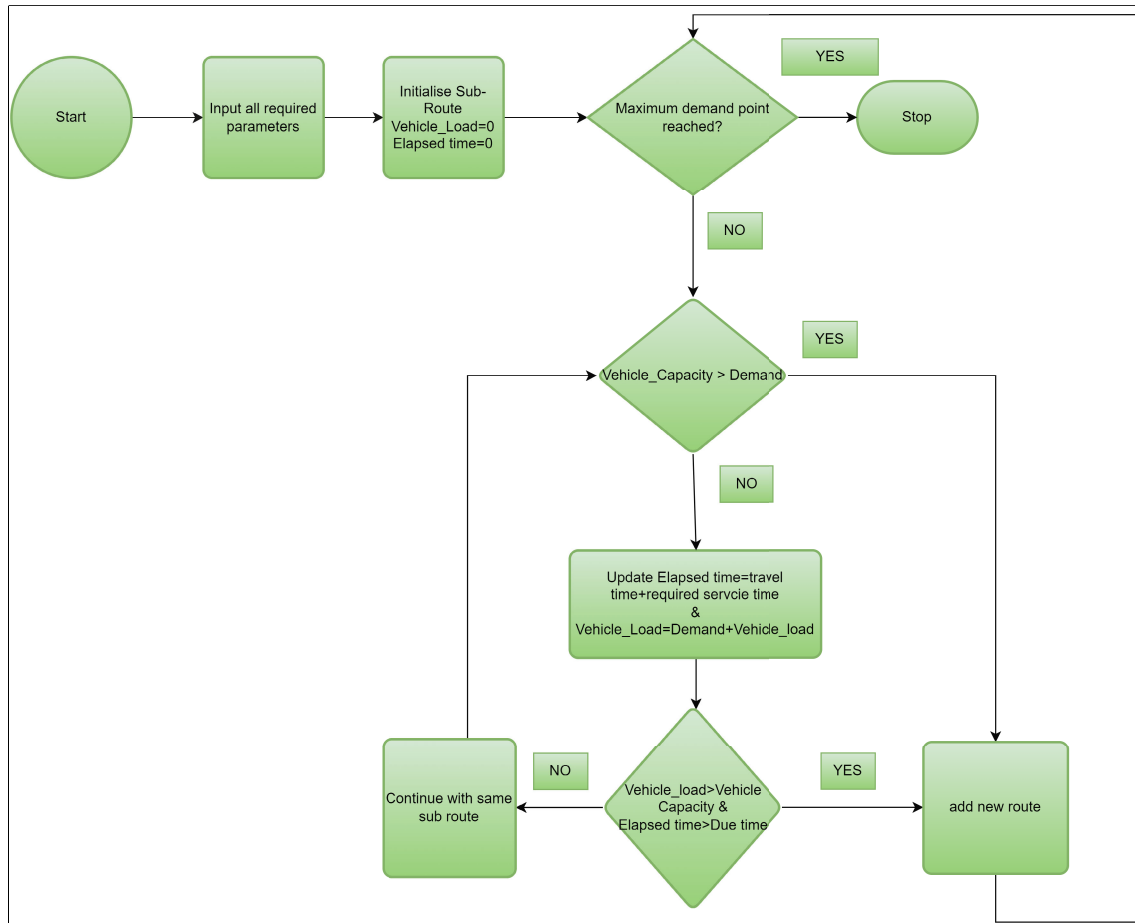 Start
Input all required
parameters
Initialise Sub-
Route
Vehicle_Load=0
Elapsed time=0
Maximum demand point
reached?
YES
Stop
NO
Vehicle_Capacity > Demand
YES
NO
Update Elapsed time=travel
time+required servcie time
&
Vehicle_Load=Demand+Vehicle_load
Continue with same
sub route
NO
Vehicle_load>Vehicle
Capacity &
Elapsed time>Due time
YES
add new route